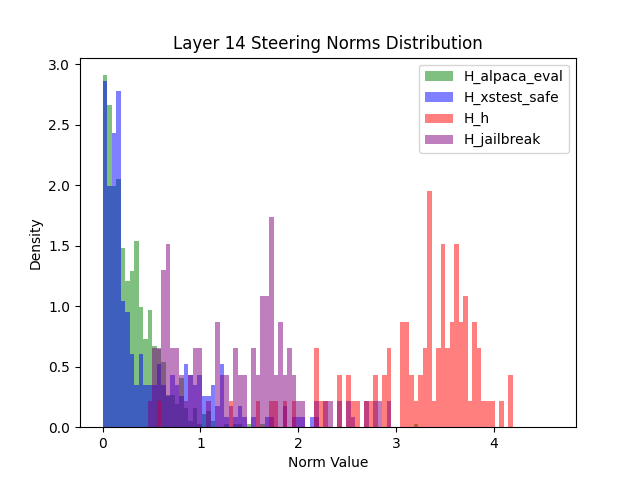 Layer 14 Steering Norms Distribution
H_alpaca_eval
H_xstest_safe
H_h
H_jailbreak
3.0
2.5
2.0
1.5
1.0
0.5
0.0
Density
0 1 2 3 4
Norm Value